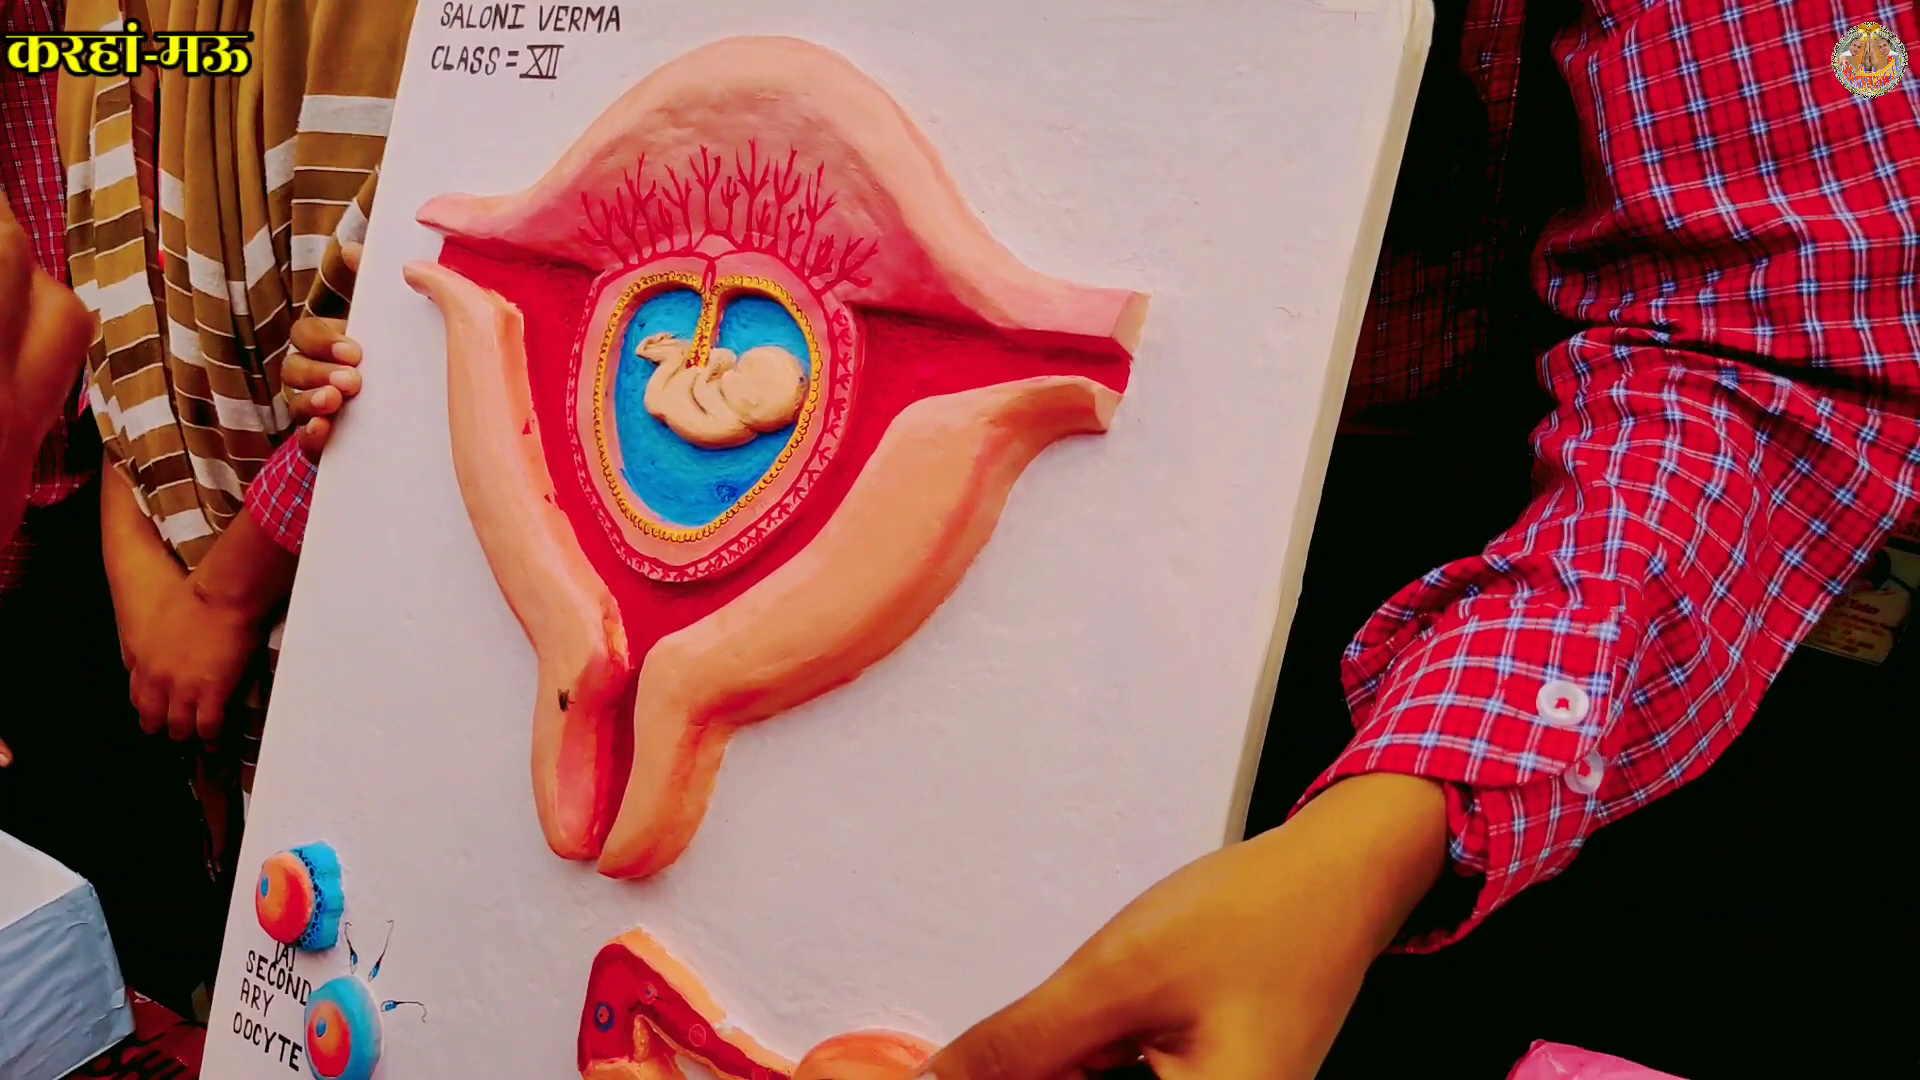 करहां-मऊ
SALONI VERMA
CLASS = XII
(A)
SECOND
ARY
OOCYTE